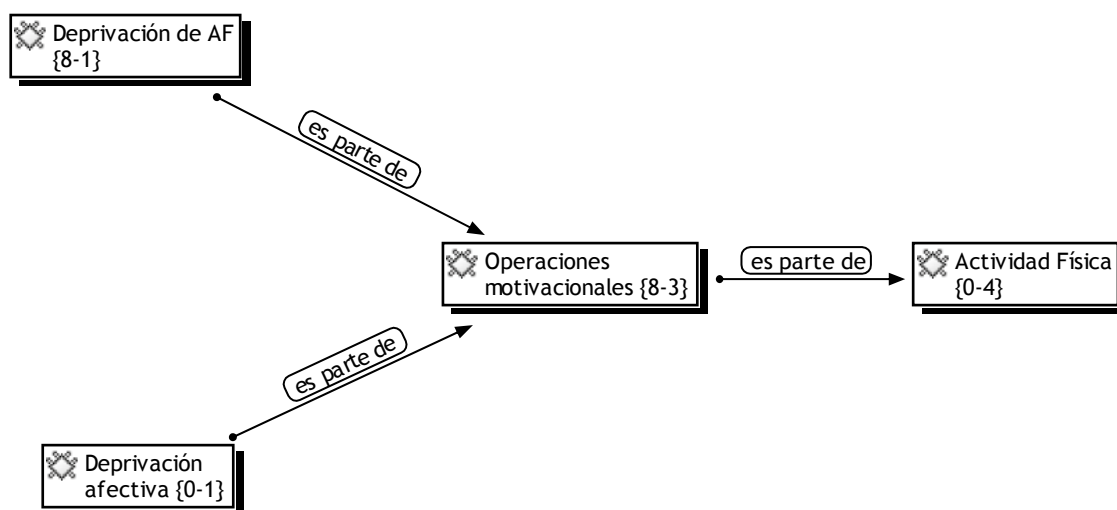 Deprivación de AF
{8-1}
es parte de
Operaciones
motivacionales {8-3}
es parte de
Actividad Física
{0-4}
es parte de
Deprivación
afectiva {0-1}